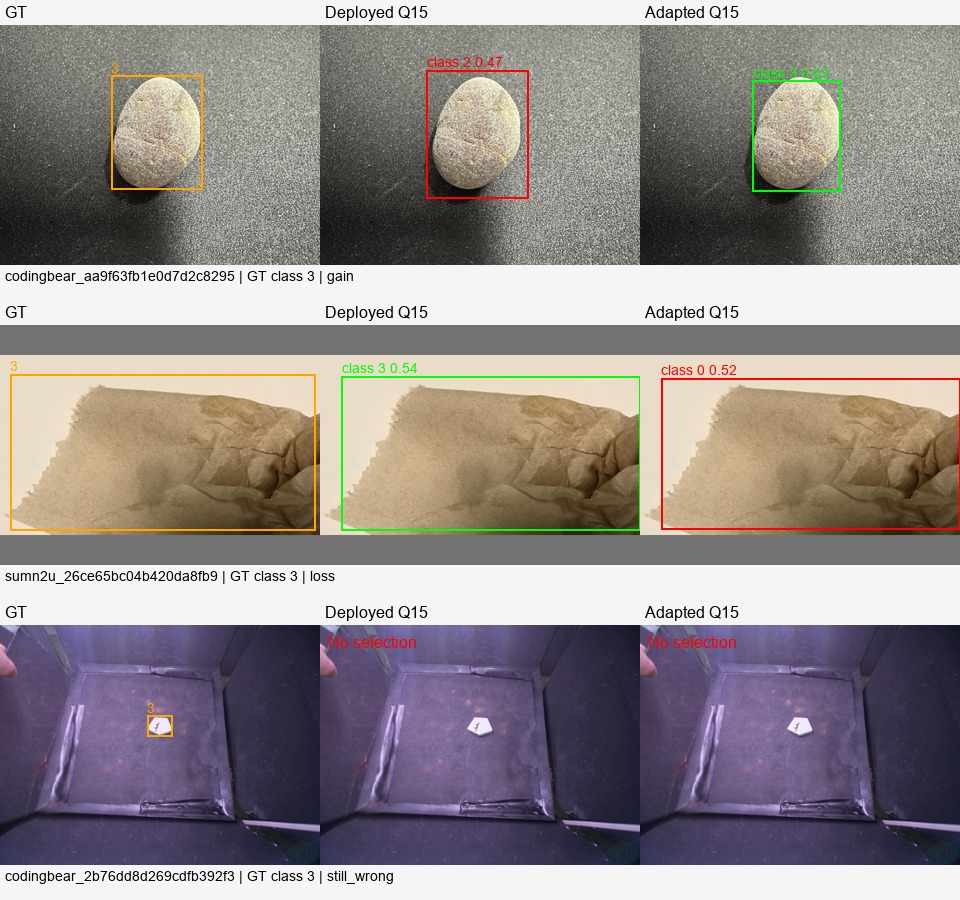 GT Deployed Q15 Adapted Q15
3
class 2 0.47
codingbear_aa9f63fb1e0d7d2c8295 | GT class 3 | gain
GT Deployed Q15 Adapted Q15
3
class 3 0.54
class 0 0.52
sumn2u_26ce65bc04b420da8fb9 | GT class 3 | loss
GT Deployed Q15 Adapted Q15
No selection
No selection
3
codingbear_2b76dd8d269cdfb392f3 | GT class 3 | still_wrong